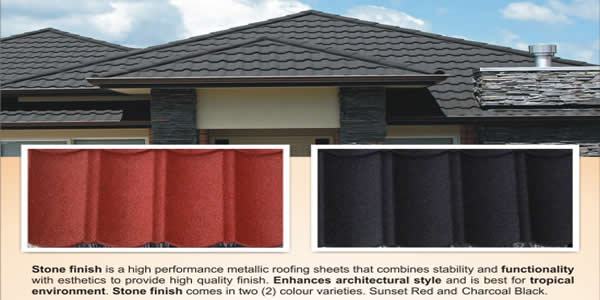 Stone finish is a high performance metallic roofing sheets that combines stability and functionality
with esthetics to provide high quality finish. Enhances architectural style and is best for tropical
environment. Stone finish comes in two (2) colour varieties. Sunset Red and Charcoal Black.